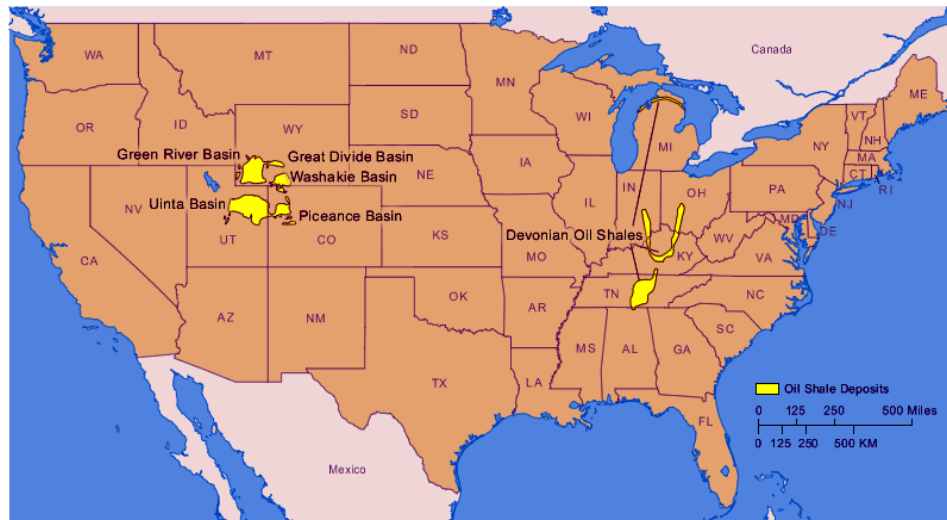 Canada
WA
MT
ND
MN
ME
OR
ID
WY
SD
WI
MI
VT
NH
NY
MA
CT
RI
Green River Basin
Great Divide Basin
Washakie Basin
NE
IA
IL
IN
OH
PA
NJ
MD
DE
Uinta Basin
Piceance Basin
NV
UT
CO
KS
MO
Devonian Oil Shales
KY
WV
VA
CA
AZ
NM
OK
AR
TN
NC
SC
MS
AL
GA
TX
LA
FL
Mexico
Oil Shale Deposits
0 125 250 500 Miles
0 125 250 500 KM